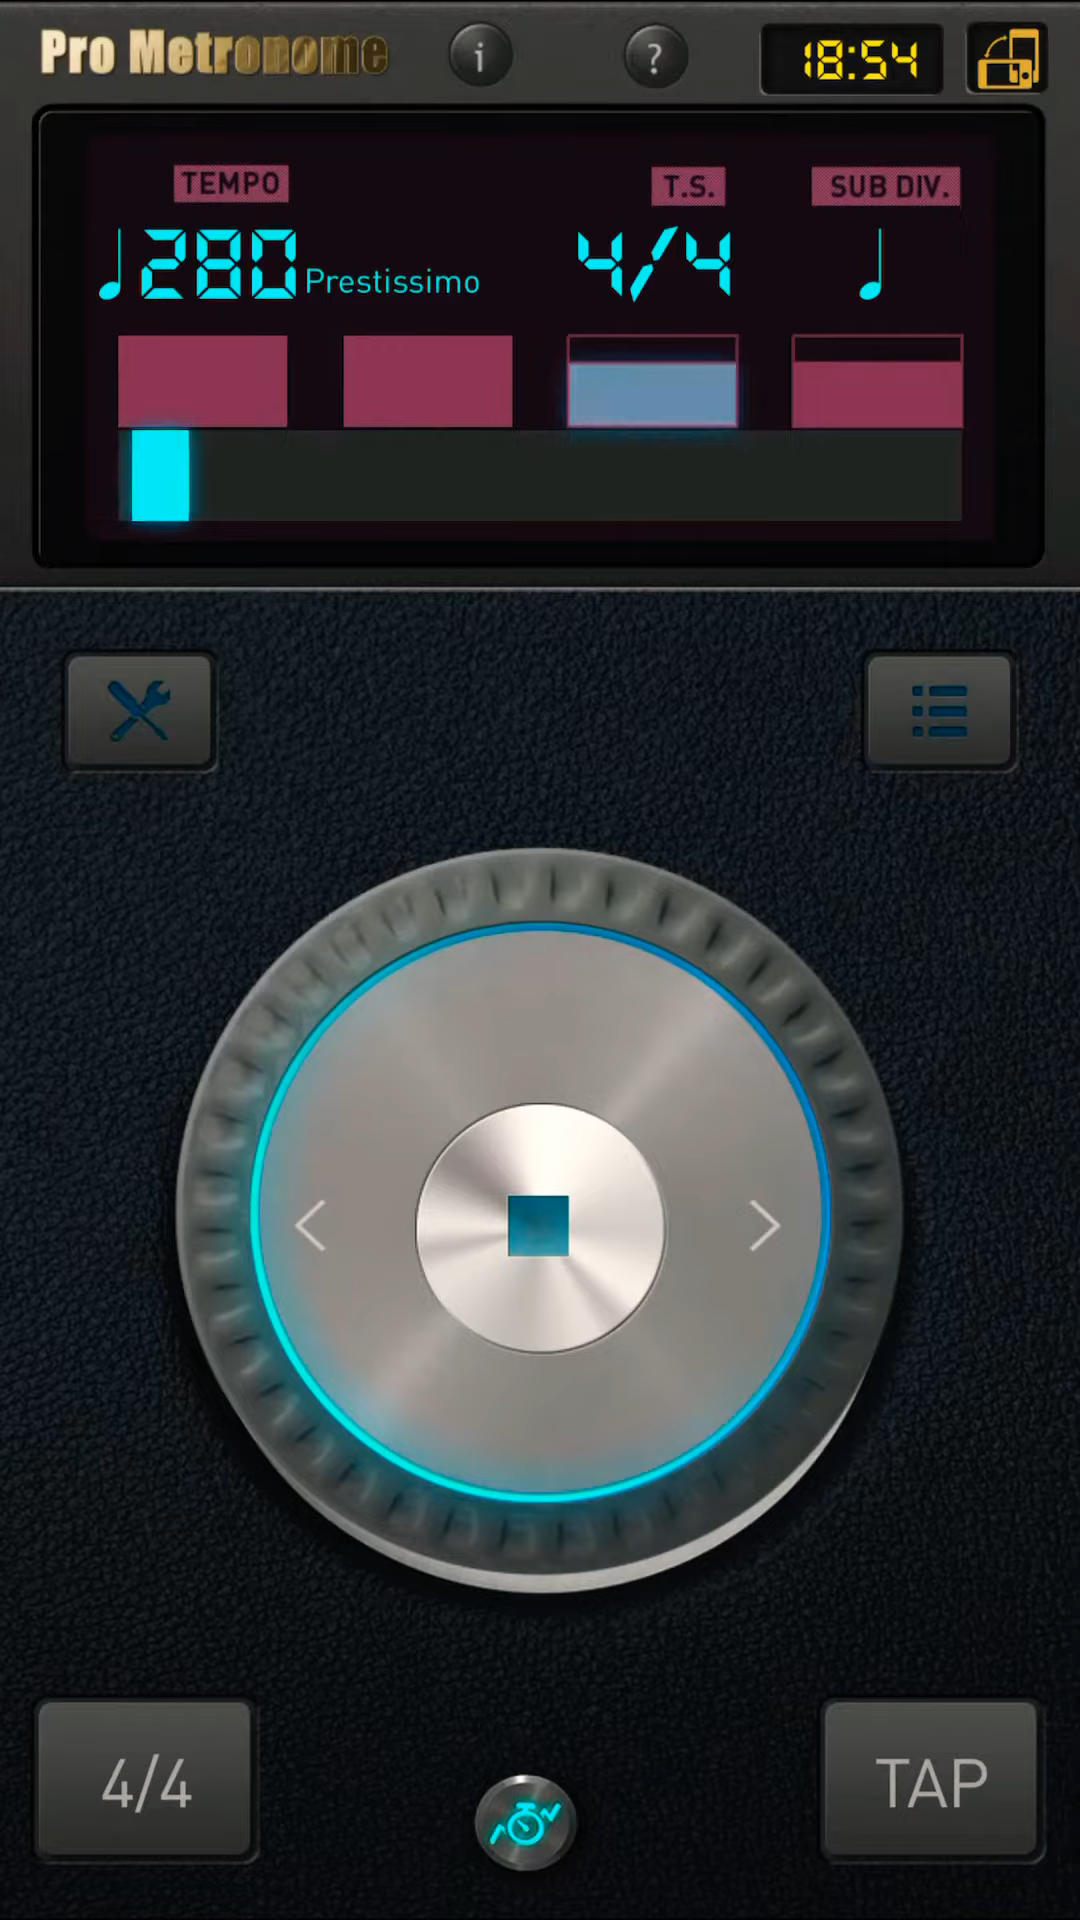 Pro Metronome
i
?
18:54
TEMPO
T.S.
SUB DIV.
280
Prestissimo
4/4
4/4
TAP